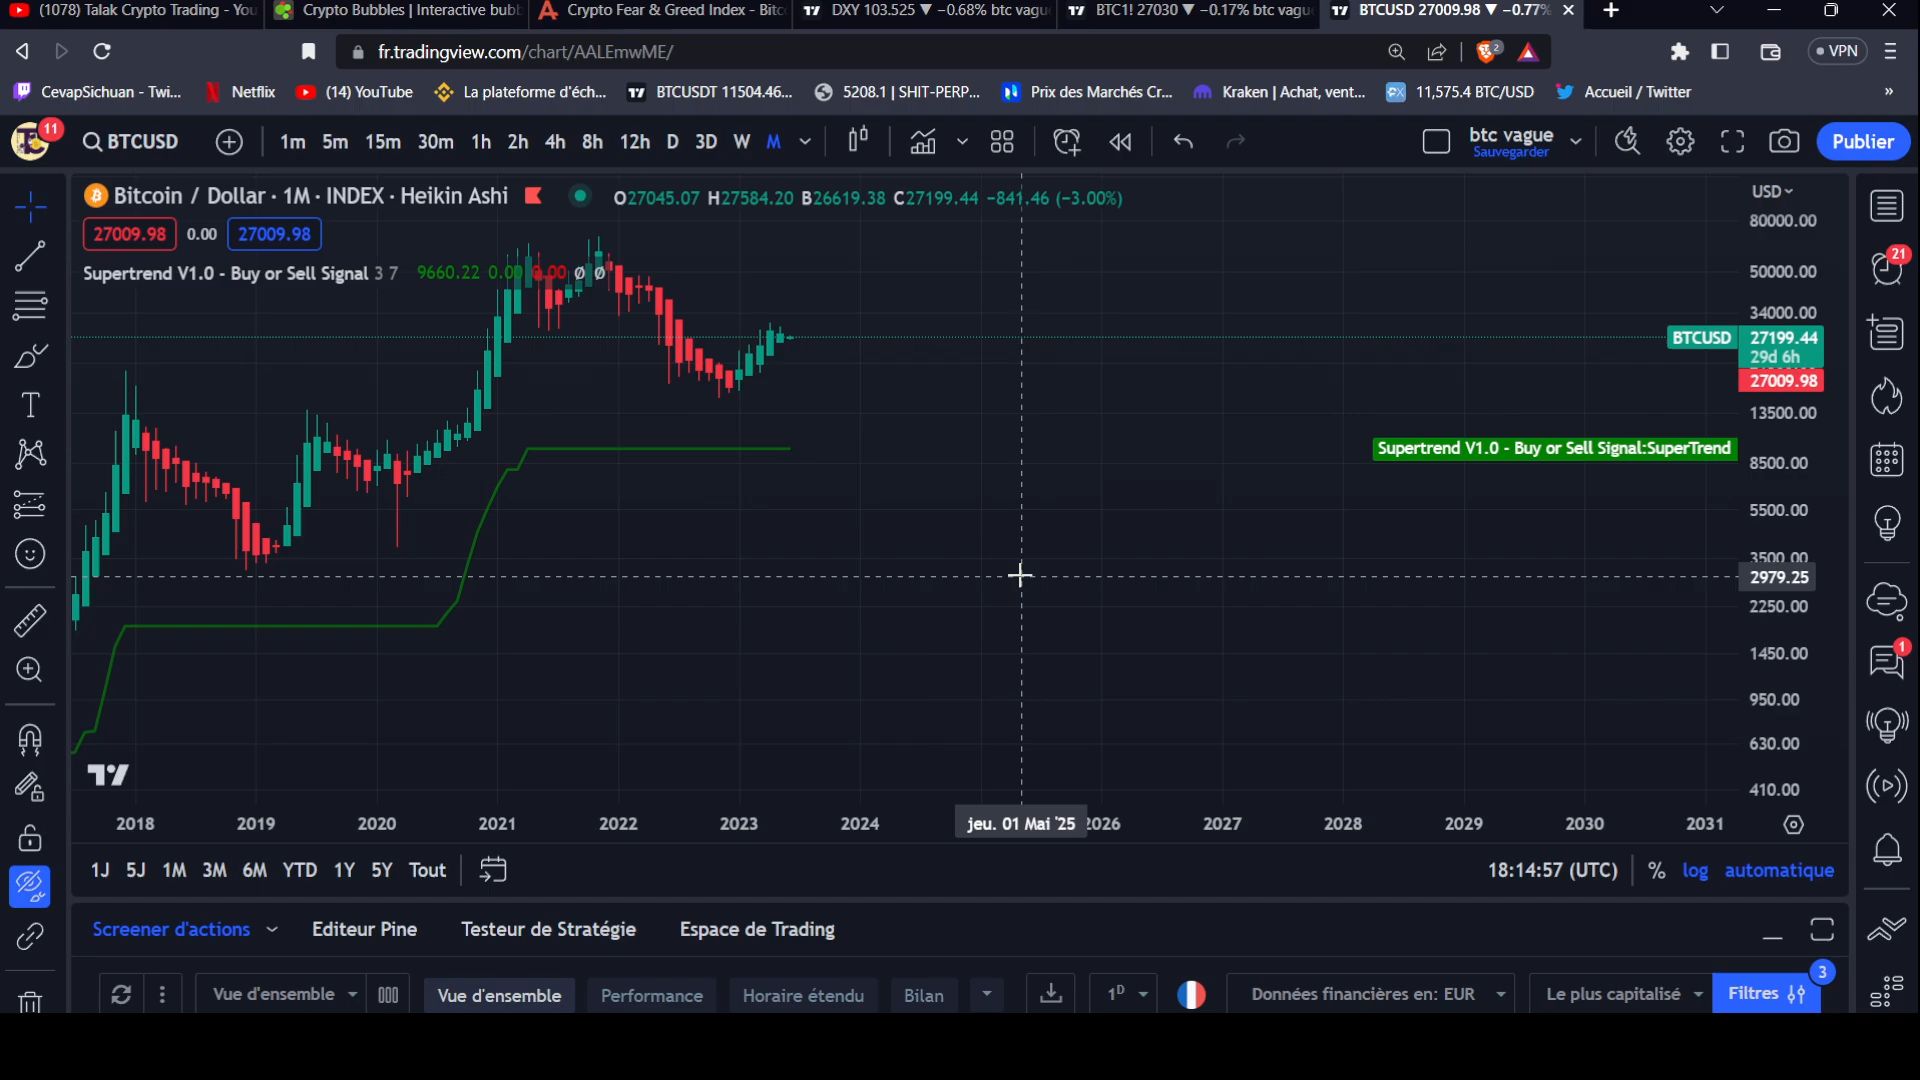 (1078) Talak Crypto Trading - You
Crypto Bubbles | Interactive bubb
Crypto Fear & Greed Index - Bitc
DXY 103.525 ▼ −0.68% btc vagu
BTC1! 27030 ▼ −0.17% btc vagu
BTCUSD 27009.98 ▼ −0.77%
fr.tradingview.com/chart/AALEmwME/
2
VPN
CevapSichuan - Twi...
Netflix
(14) YouTube
La plateforme d'éch...
BTCUSDT 11504.46...
5208.1 | SHIT-PERP...
Prix des Marchés Cr...
Kraken | Achat, vent...
11,575.4 BTC/USD
Accueil / Twitter
»
11
BTCUSD
1m 5m 15m 30m 1h 2h 4h 8h 12h D 3D W M
btc vague
Sauvegarder
Publier
Bitcoin / Dollar · 1M · INDEX · Heikin Ashi
O27045.07 H27584.20 B26619.38 C27199.44 −841.46 (−3.00%)
27009.98 0.00 27009.98
Supertrend V1.0 - Buy or Sell Signal 3 7 9660.22 0.00 0.00 Ø Ø
USD
80000.00
50000.00
34000.00
BTCUSD 27199.44
29d 6h
27009.98
13500.00
Supertrend V1.0 - Buy or Sell Signal:SuperTrend
8500.00
5500.00
3500.00
2979.25
2250.00
1450.00
950.00
630.00
410.00
21
1
2018 2019 2020 2021 2022 2023 2024 jeu. 01 Mai '25 2026 2027 2028 2029 2030 2031
1J 5J 1M 3M 6M YTD 1Y 5Y Tout
18:14:57 (UTC) % log automatique
Screener d'actions Editeur Pine Testeur de Stratégie Espace de Trading
Vue d'ensemble
Vue d'ensemble
Performance
Horaire étendu
Bilan
1D
Données financières en: EUR
Le plus capitalisé
Filtres
3